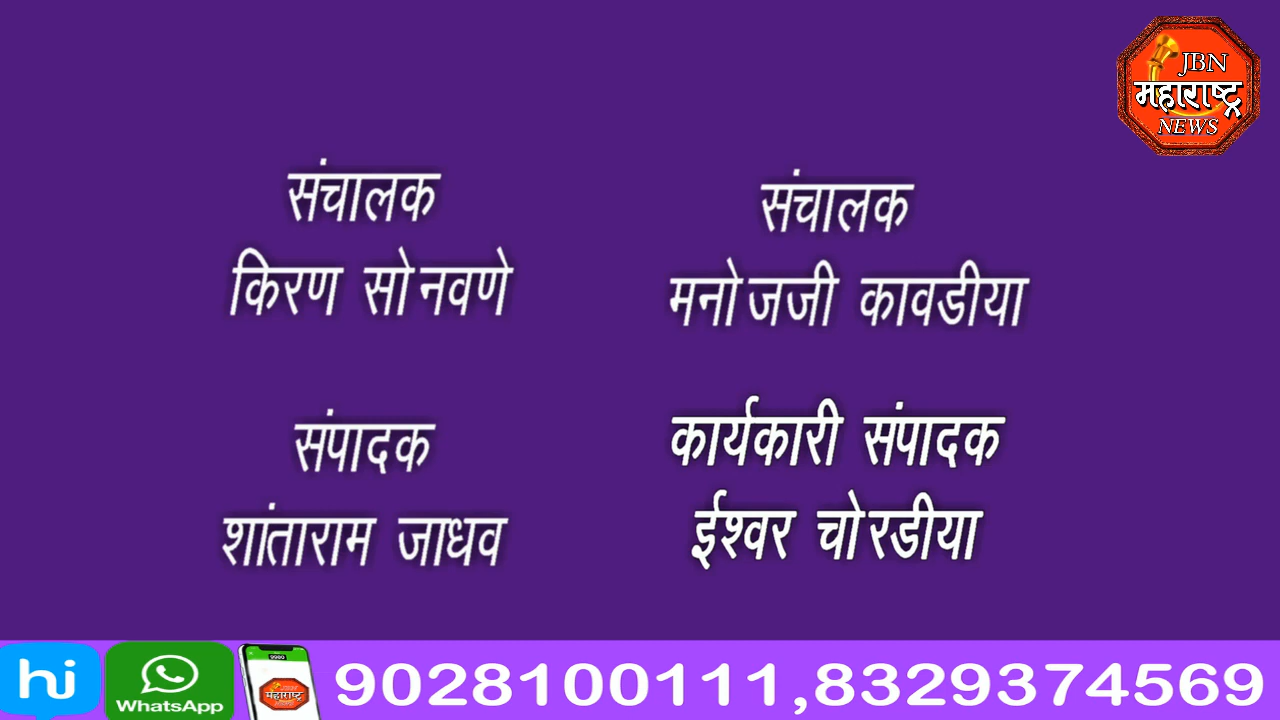 JBN
महाराष्ट्र
NEWS
संचालक
किरण सोनवणे
संचालक
मनोजजी कावडीया
संपादक
शांताराम जाधव
कार्यकारी संपादक
ईश्वर चोरडीया
hi
WhatsApp
महाराष्ट्र
9028100111,8329374569